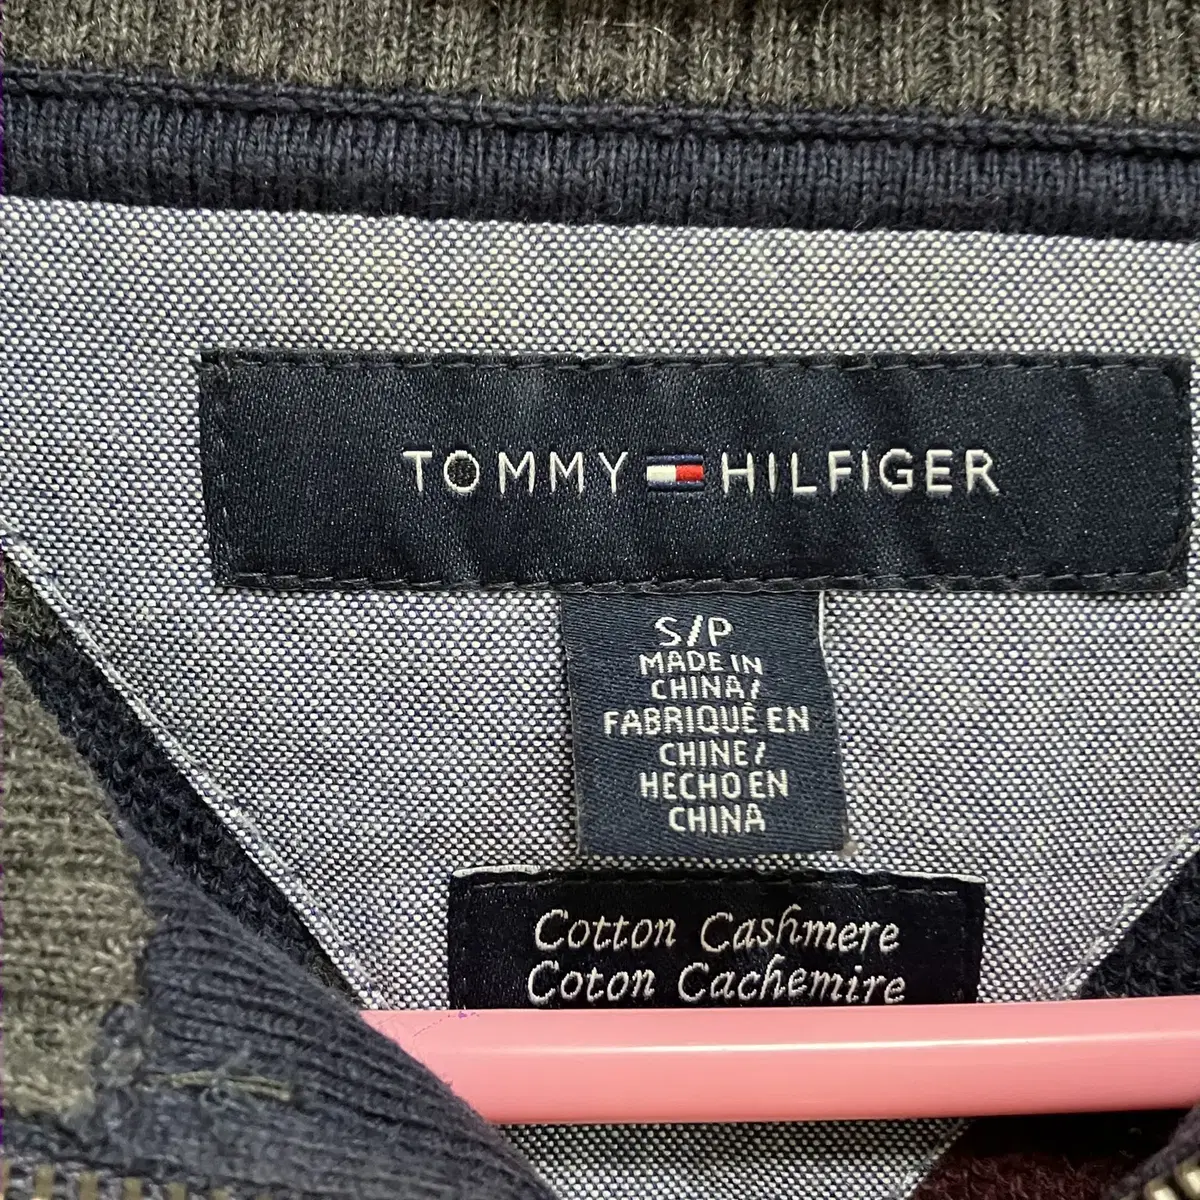 TOMMY HILFIGER
S/P
MADE IN
CHINA/
FABRIQUÉ EN
CHINE/
HECHO EN
CHINA
Cotton Cashmere
Coton Cachemire